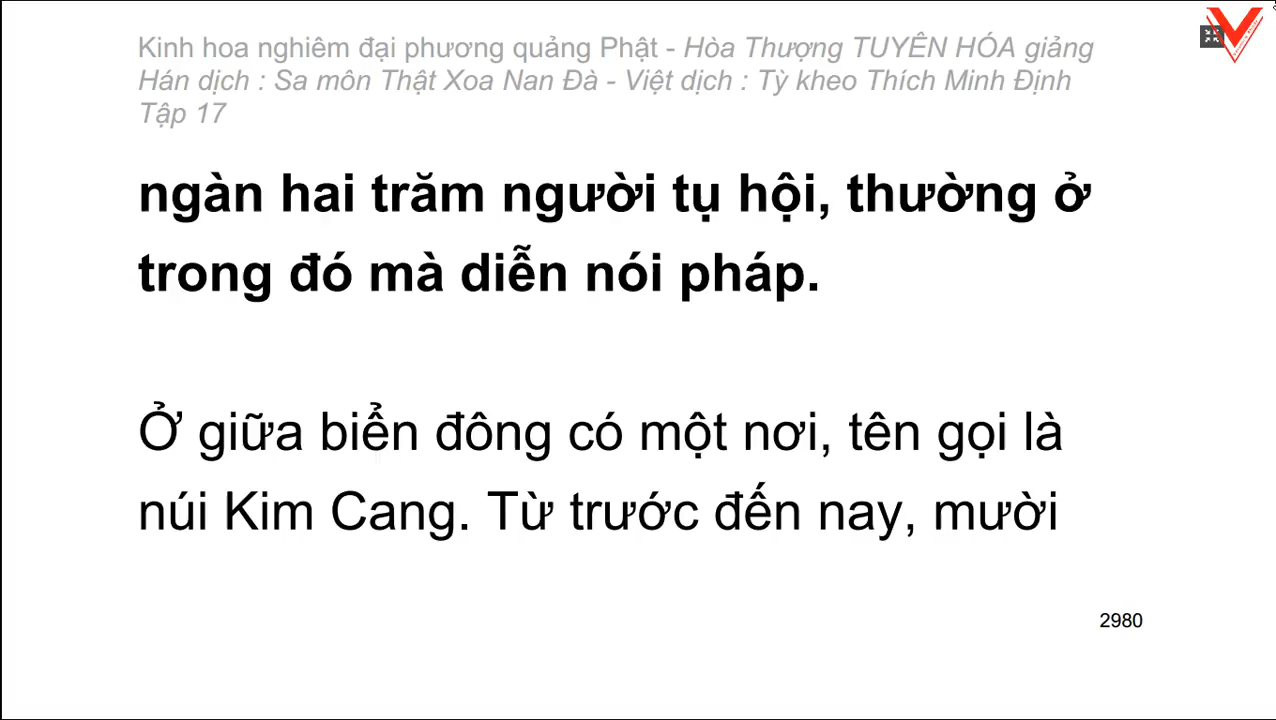 Kinh hoa nghiêm đại phương quảng Phật - Hòa Thượng TUYÊN HÓA giảng
Hán dịch : Sa môn Thật Xoa Nan Đà - Việt dịch : Tỳ kheo Thích Minh Định
Tập 17
ngàn hai trăm người tụ hội, thường ở
trong đó mà diễn nói pháp.
Ở giữa biển đông có một nơi, tên gọi là
núi Kim Cang. Từ trước đến nay, mười
2980